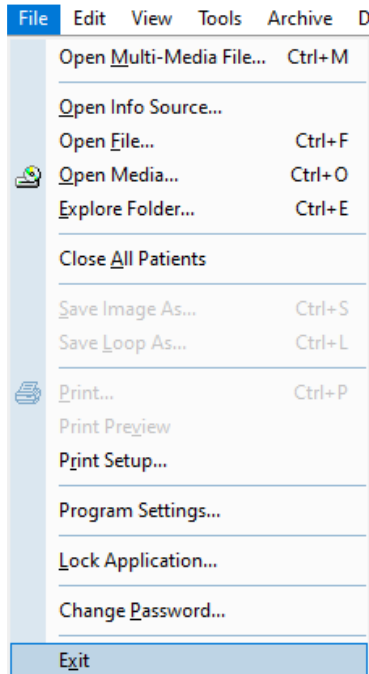 File Edit View Tools Archive D
Open Multi-Media File... Ctrl+M
Open Info Source...
Open File... Ctrl+F
Open Media... Ctrl+O
Explore Folder... Ctrl+E
Close All Patients
Save Image As... Ctrl+S
Save Loop As... Ctrl+L
Print... Ctrl+P
Print Preview
Print Setup...
Program Settings...
Lock Application...
Change Password...
Exit